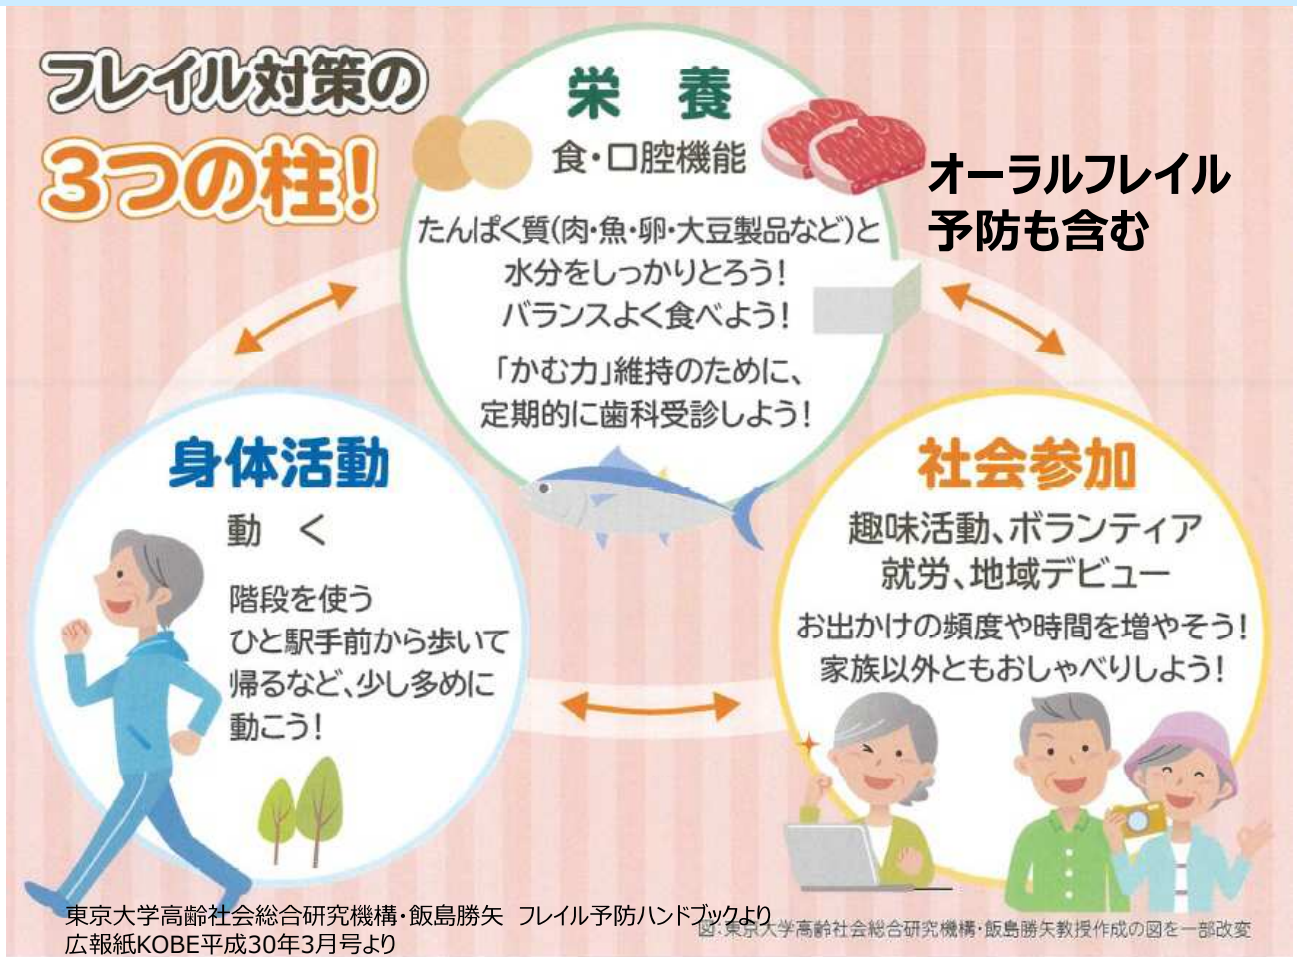 フレイル対策の
3つの柱!
栄 養
食・口腔機能
たんぱく質(肉・魚・卵・大豆製品など)と
水分をしっかりとろう!
バランスよく食べよう!
「かむ力」維持のために、
定期的に歯科受診しよう!
オーラルフレイル
予防も含む
身体活動
動 く
階段を使う
ひと駅手前から歩いて
帰るなど、少し多めに
動こう!
社会参加
趣味活動、ボランティア
就労、地域デビュー
お出かけの頻度や時間を増やそう!
家族以外ともおしゃべりしよう!
東京大学高齢社会総合研究機構・飯島勝矢 フレイル予防ハンドブックより
広報紙KOBE平成30年3月号より
図:東京大学高齢社会総合研究機構・飯島勝矢教授作成の図を一部改変